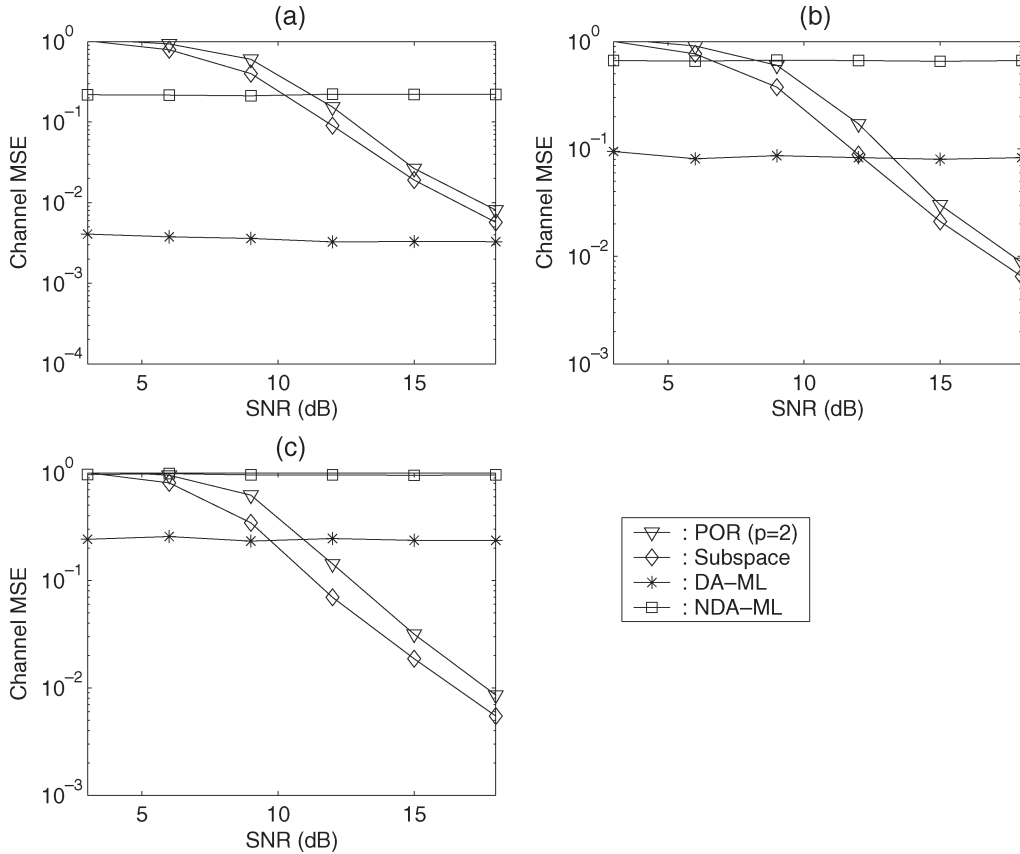 (a)
10^0
10^−1
10^−2
10^−3
10^−4
Channel MSE
5 10 15
SNR (dB)
(b)
10^0
10^−1
10^−2
10^−3
Channel MSE
5 10 15
SNR (dB)
(c)
10^0
10^−1
10^−2
10^−3
Channel MSE
5 10 15
SNR (dB)
: POR (p=2)
: Subspace
: DA−ML
: NDA−ML